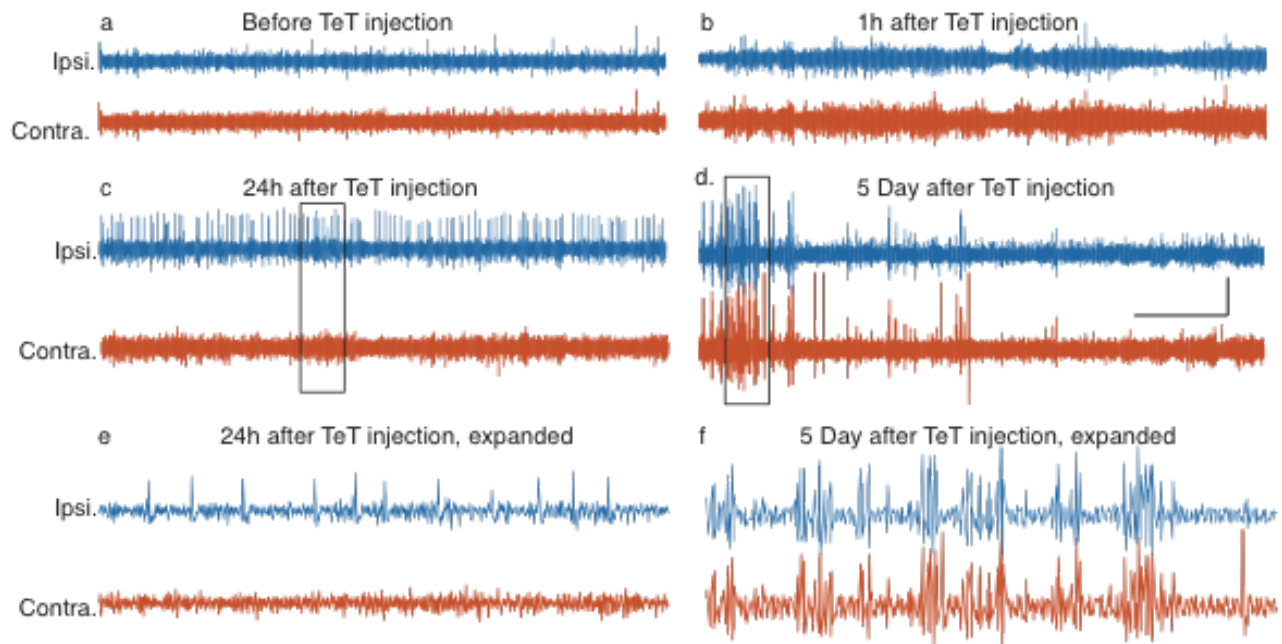 a Before TeT injection
Ipsi.
Contra.
b 1h after TeT injection
c 24h after TeT injection
Ipsi.
Contra.
d. 5 Day after TeT injection
e 24h after TeT injection, expanded
Ipsi.
Contra.
f 5 Day after TeT injection, expanded